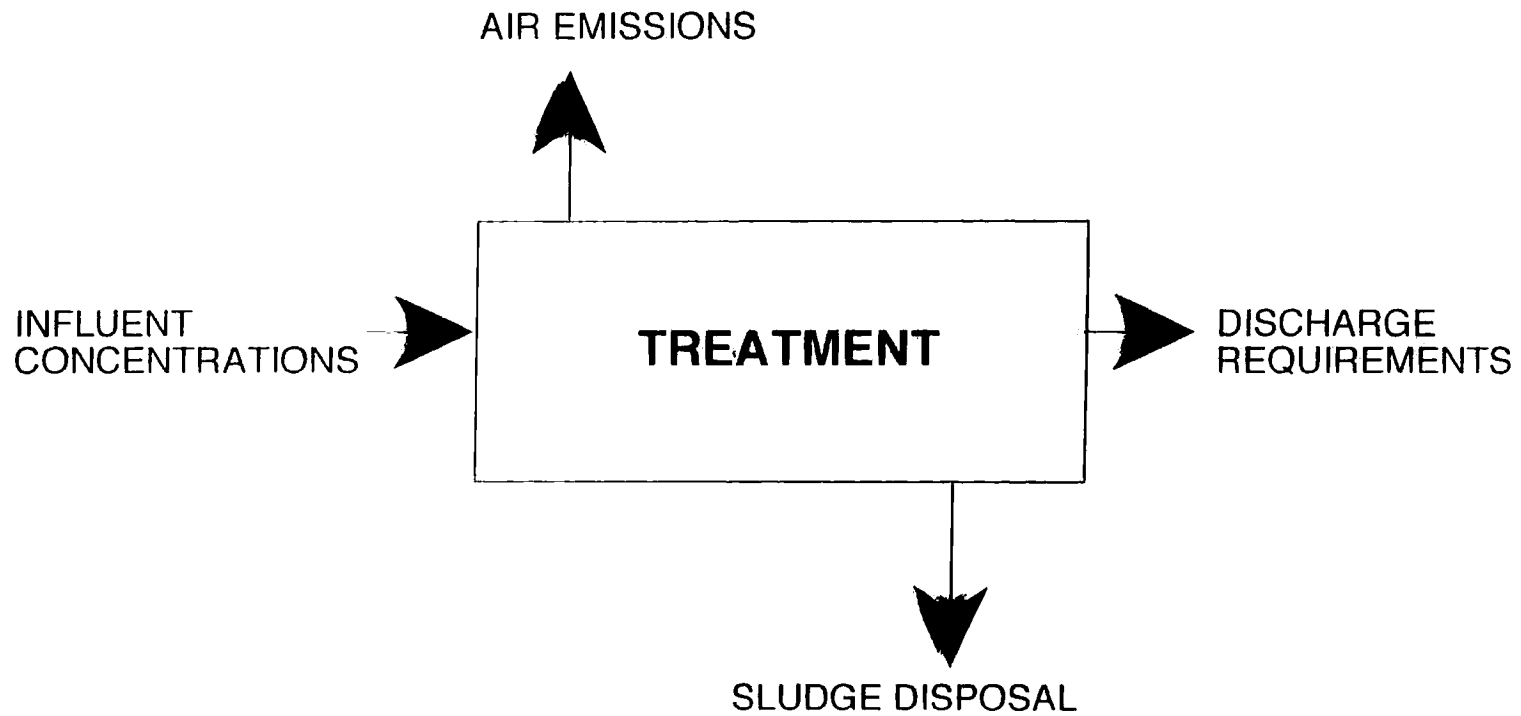 AIR EMISSIONS
INFLUENT
CONCENTRATIONS
TREATMENT
DISCHARGE
REQUIREMENTS
SLUDGE DISPOSAL